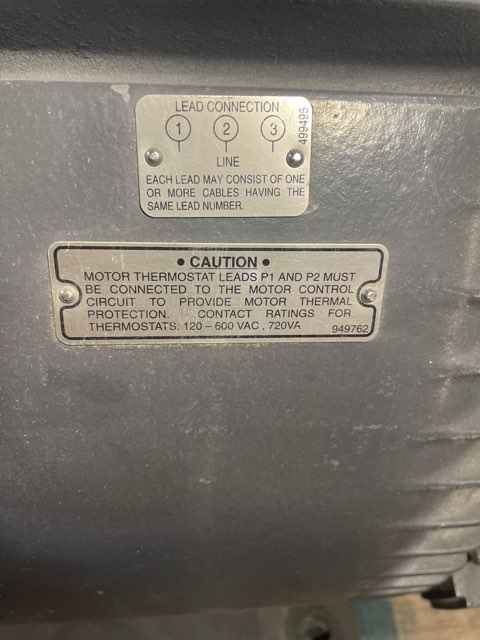 LEAD CONNECTION
499495
1 2 3
LINE
EACH LEAD MAY CONSIST OF ONE
OR MORE CABLES HAVING THE
SAME LEAD NUMBER.
• CAUTION •
MOTOR THERMOSTAT LEADS P1 AND P2 MUST
BE CONNECTED TO THE MOTOR CONTROL
CIRCUIT TO PROVIDE MOTOR THERMAL
PROTECTION. CONTACT RATINGS FOR
THERMOSTATS: 120 – 600 VAC , 720VA
949762